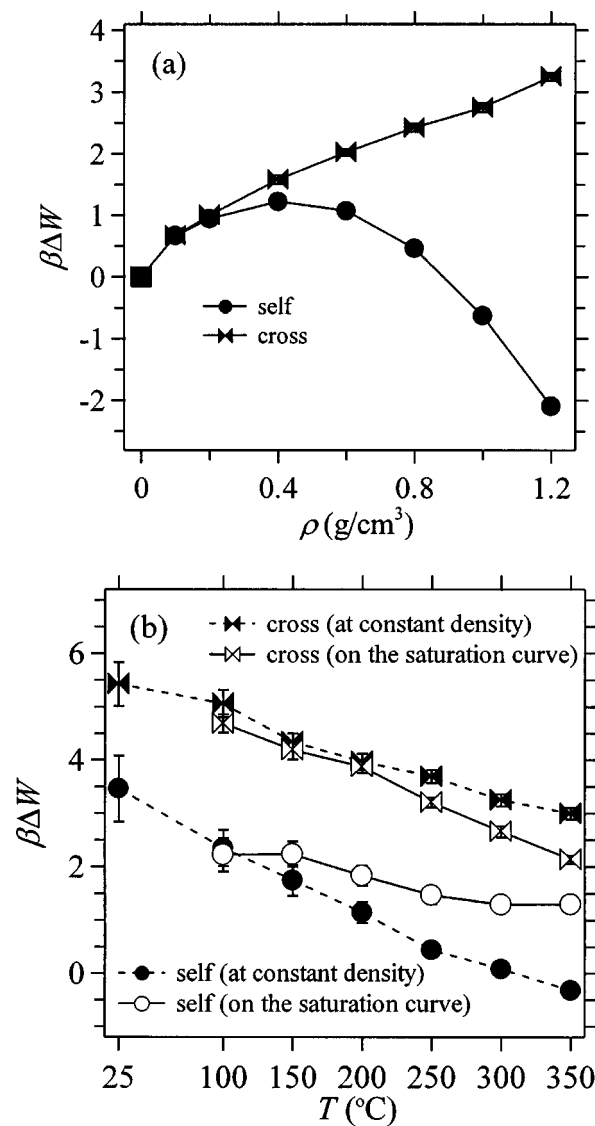 (a)
4
3
2
1
0
-1
-2
βΔW
self
cross
0 0.4 0.8 1.2
ρ (g/cm³)
(b)
cross (at constant density)
cross (on the saturation curve)
6
4
2
0
βΔW
self (at constant density)
self (on the saturation curve)
25 100 150 200 250 300 350
T (°C)